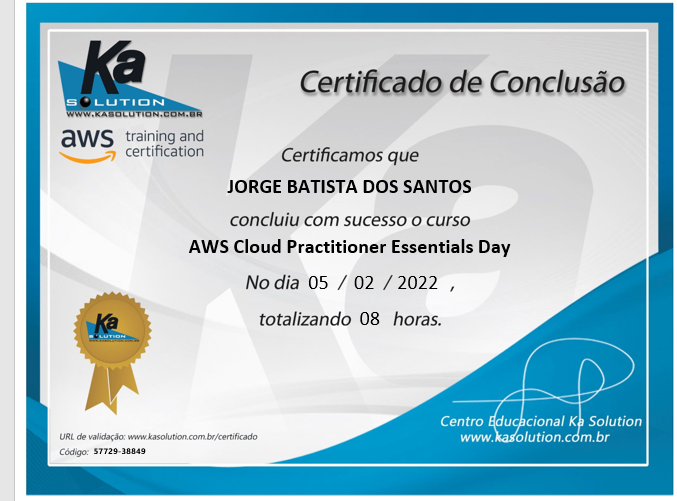 Ka
SOLUTION
WWW.KASOLUTION.COM.BR
aws training and
certification
Certificado de Conclusão
Certificamos que
JORGE BATISTA DOS SANTOS
concluiu com sucesso o curso
AWS Cloud Practitioner Essentials Day
No dia 05 / 02 / 2022 ,
totalizando 08 horas.
Ka
SOLUTION
URL de validação: www.kasolution.com.br/certificado
Código: 57729-38849
Centro Educacional Ka Solution
www.kasolution.com.br